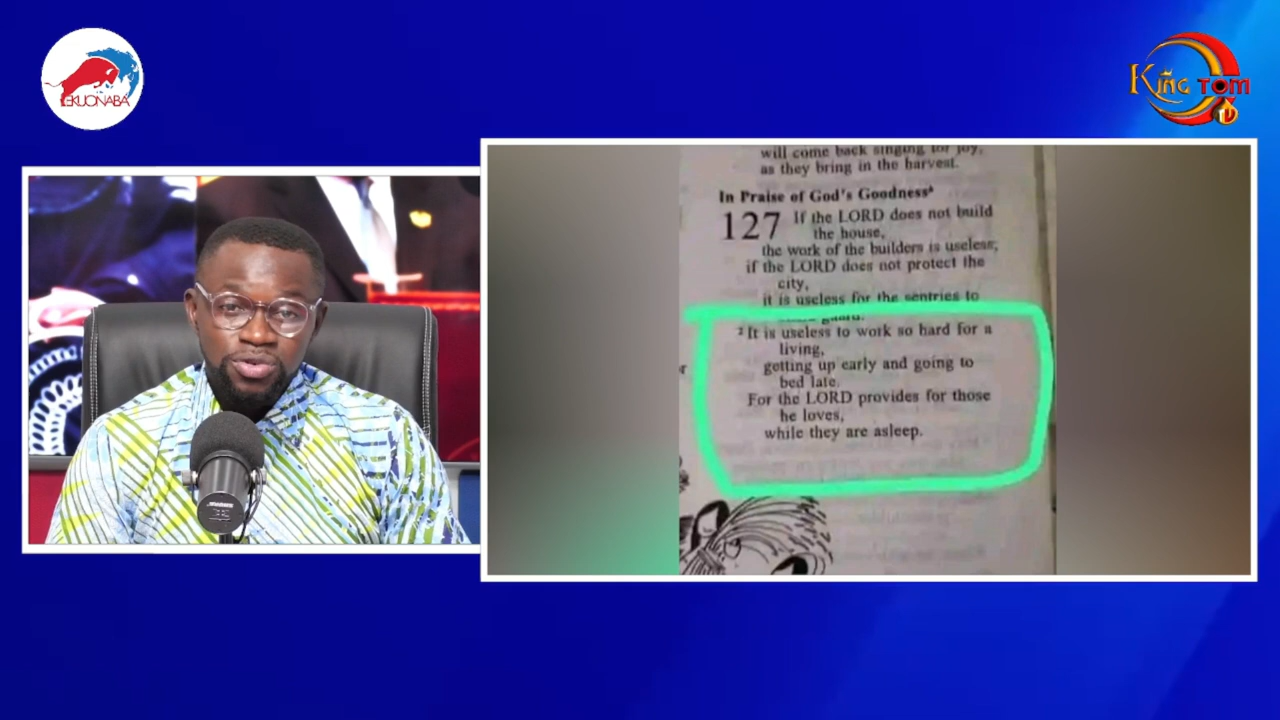 EKUONABA
KING TOM
TV
will come back singing for joy,
as they bring in the harvest.
In Praise of God's Goodness
127 If the LORD does not build
the house,
the work of the builders is useless;
if the LORD does not protect the
city,
it is useless for the sentries to
guard.
2 It is useless to work so hard for a
living,
getting up early and going to
bed late.
For the LORD provides for those
he loves,
while they are asleep.